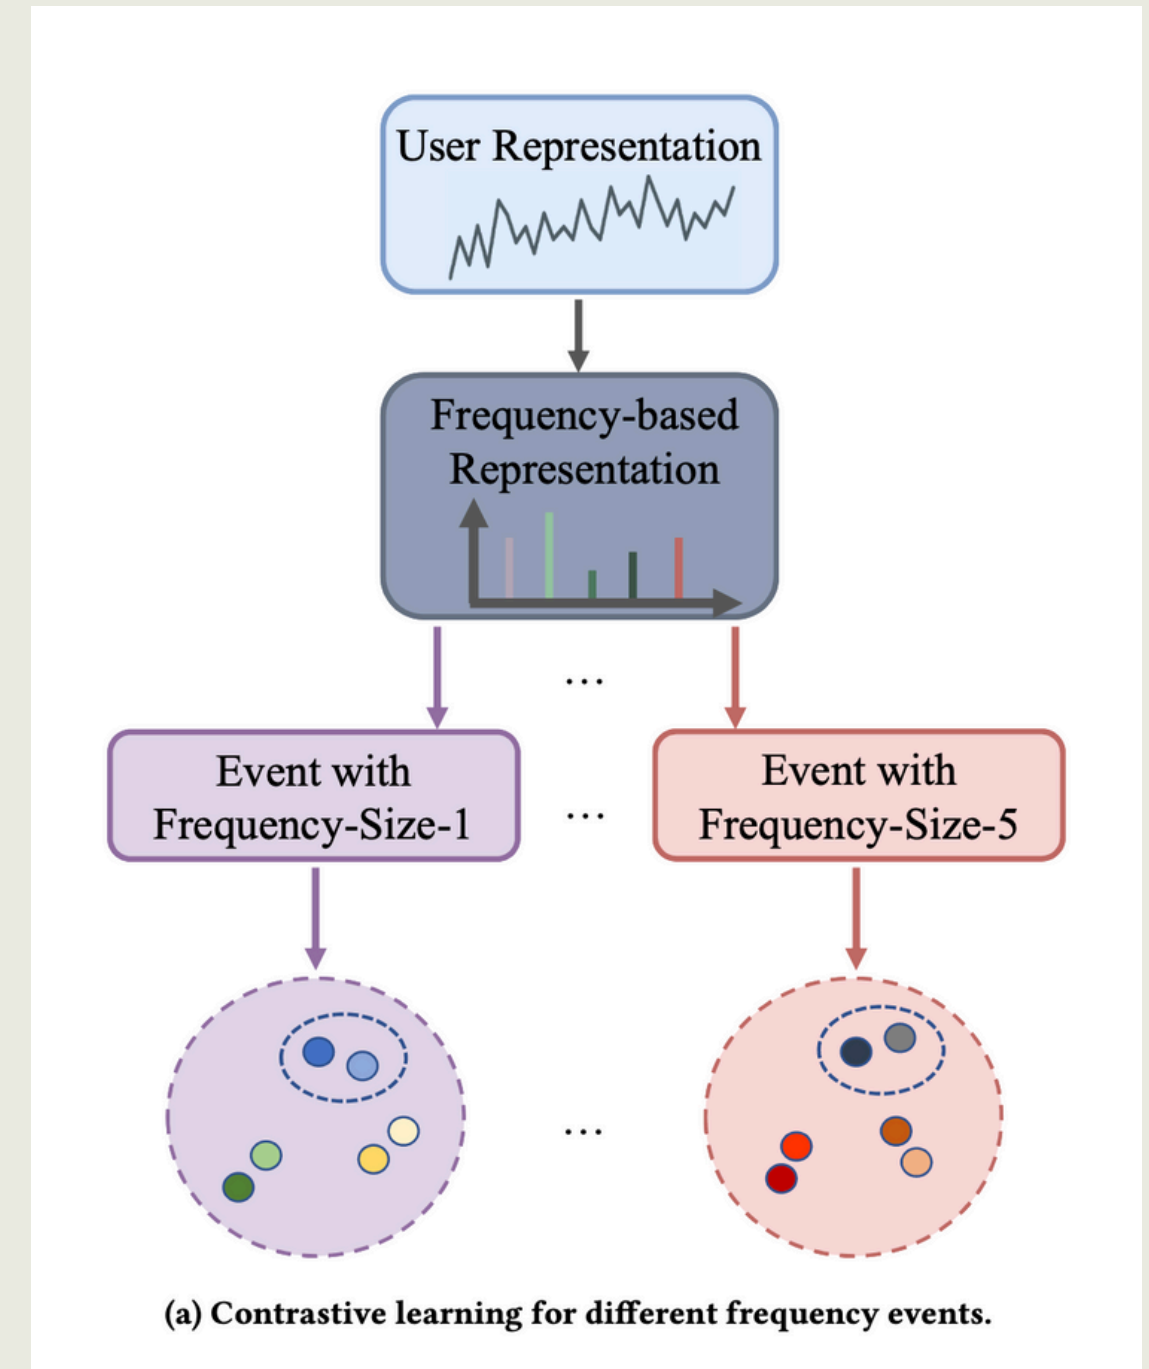 User Representation
Frequency-based
Representation
...
Event with
Frequency-Size-1
...
Event with
Frequency-Size-5
...
(a) Contrastive learning for different frequency events.